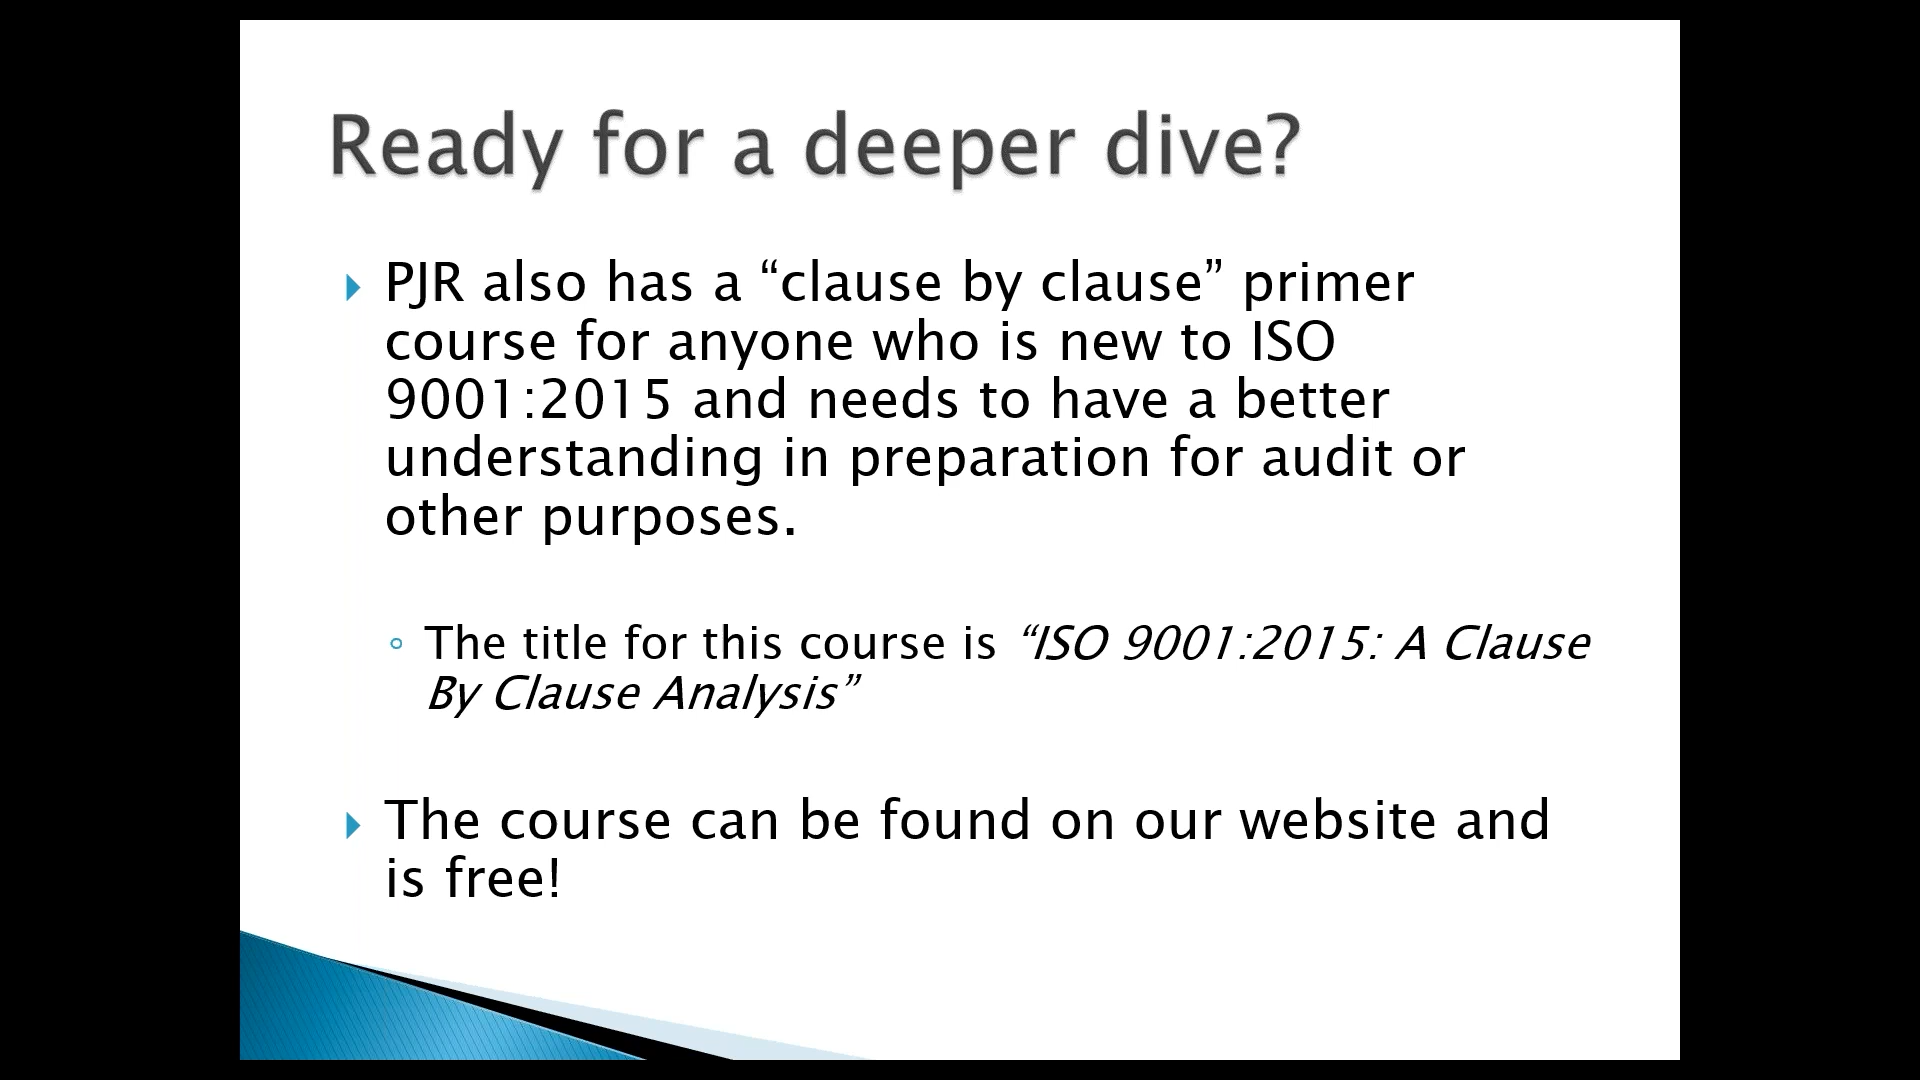 Ready for a deeper dive?
PJR also has a “clause by clause” primer
course for anyone who is new to ISO
9001:2015 and needs to have a better
understanding in preparation for audit or
other purposes.
The title for this course is “ISO 9001:2015: A Clause
By Clause Analysis”
The course can be found on our website and
is free!